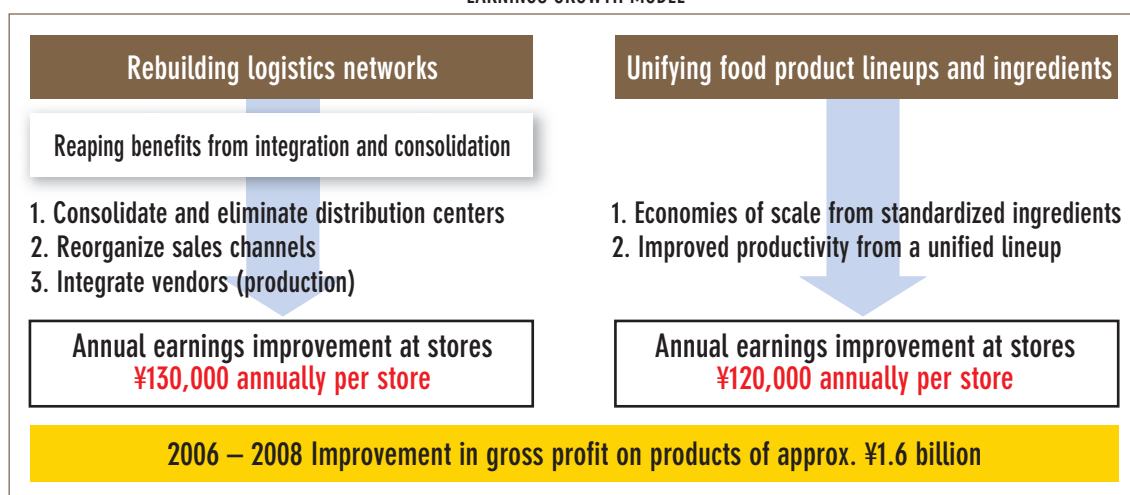 EARNINGS GROWTH MODEL
Rebuilding logistics networks
Reaping benefits from integration and consolidation
1. Consolidate and eliminate distribution centers
2. Reorganize sales channels
3. Integrate vendors (production)
Annual earnings improvement at stores
¥130,000 annually per store
Unifying food product lineups and ingredients
1. Economies of scale from standardized ingredients
2. Improved productivity from a unified lineup
Annual earnings improvement at stores
¥120,000 annually per store
2006 – 2008 Improvement in gross profit on products of approx. ¥1.6 billion